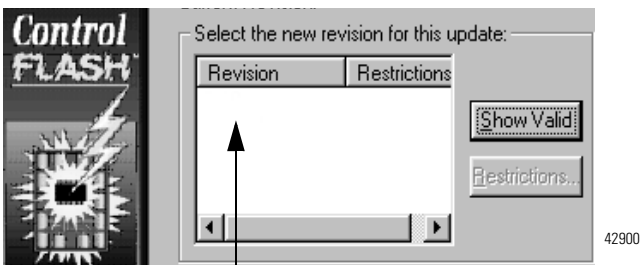 Control
FLASH
Select the new revision for this update:
Revision Restrictions
Show Valid
Restrictions...
42900